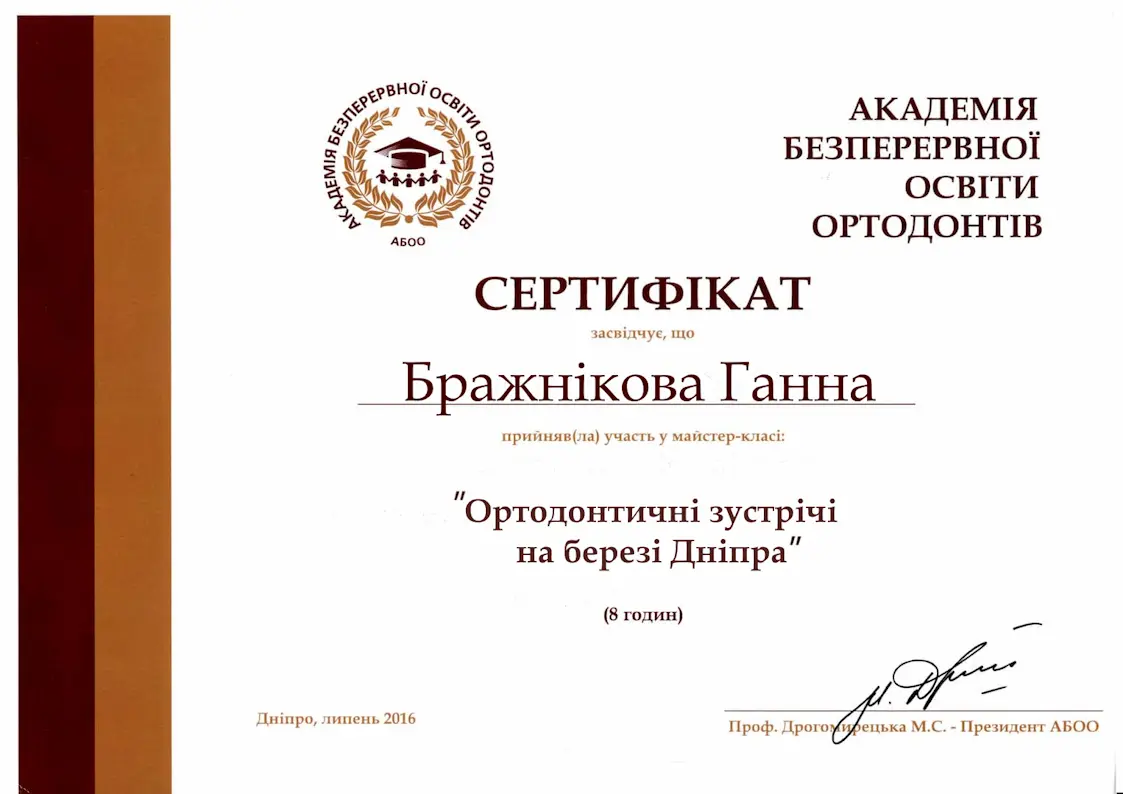 АКАДЕМІЯ БЕЗПЕРЕРВНОЇ ОСВІТИ ОРТОДОНТІВ
АБОО
АКАДЕМІЯ
БЕЗПЕРЕРВНОЇ
ОСВІТИ
ОРТОДОНТІВ
СЕРТИФІКАТ
засвідчує, що
Бражнікова Ганна
прийняв(ла) участь у майстер-класі:
"Ортодонтичні зустрічі
на березі Дніпра"
(8 годин)
М. Дрг
Дніпро, липень 2016
Проф. Дрогомирецька М.С. - Президент АБОО